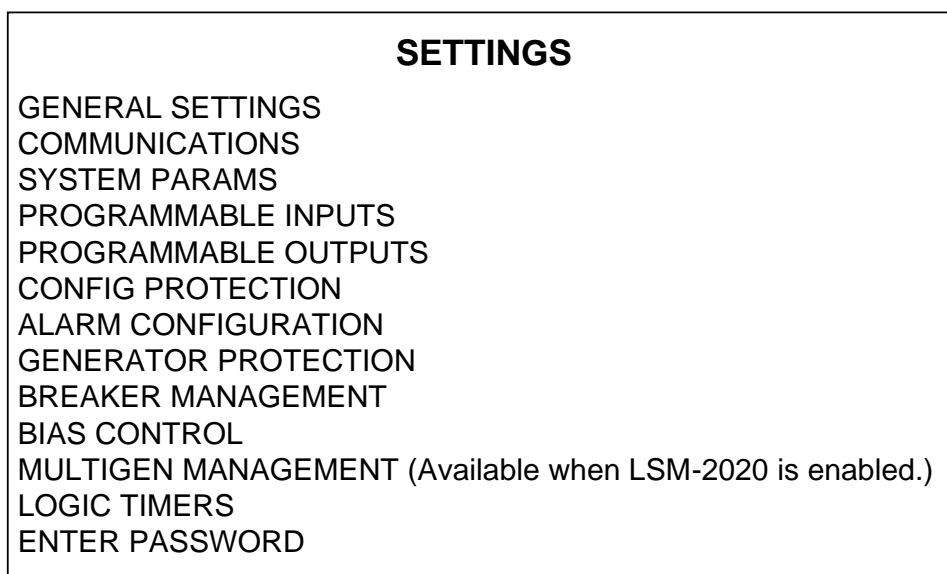 SETTINGS
GENERAL SETTINGS
COMMUNICATIONS
SYSTEM PARAMS
PROGRAMMABLE INPUTS
PROGRAMMABLE OUTPUTS
CONFIG PROTECTION
ALARM CONFIGURATION
GENERATOR PROTECTION
BREAKER MANAGEMENT
BIAS CONTROL
MULTIGEN MANAGEMENT (Available when LSM-2020 is enabled.)
LOGIC TIMERS
ENTER PASSWORD